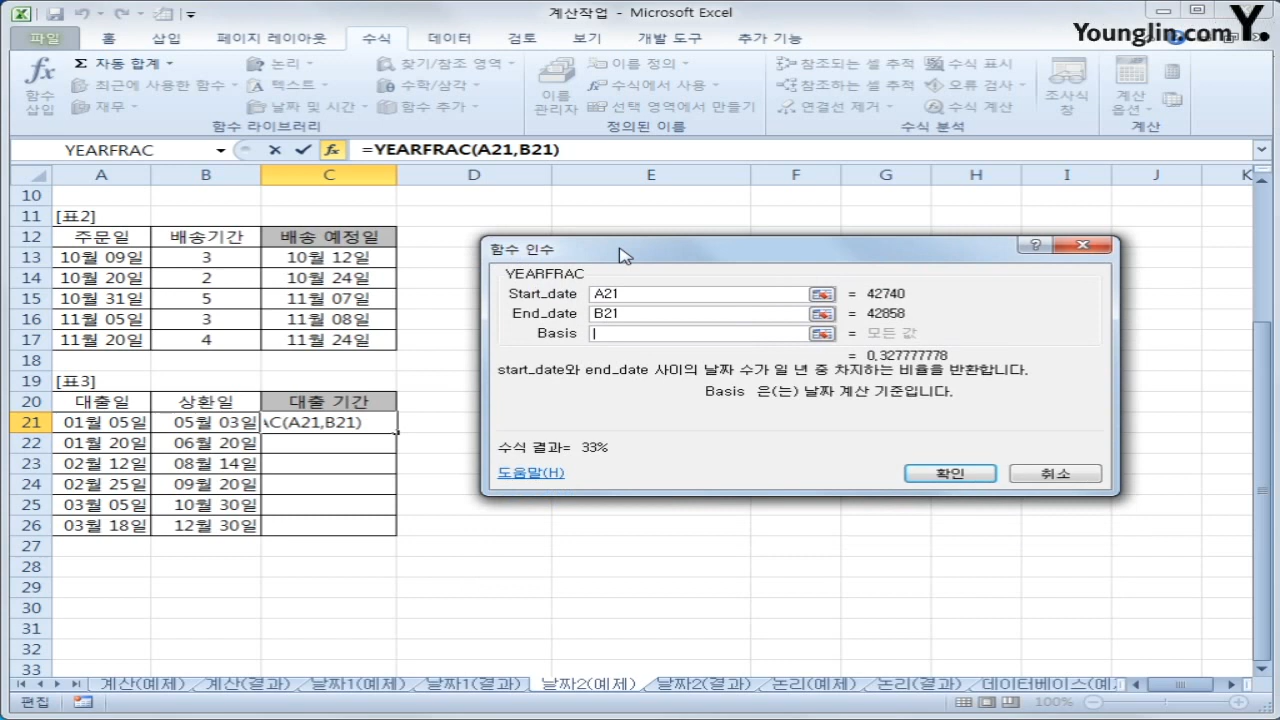 계산작업 - Microsoft Excel
Younglin.com Y.
파일 홈 삽입 페이지 레이아웃 수식 데이터 검토 보기 개발 도구 추가 기능
함수 삽입
Σ 자동 합계
최근에 사용한 함수
재무
논리
텍스트
날짜 및 시간
찾기/참조 영역
수학/삼각
함수 추가
함수 라이브러리
이름 관리자
이름 정의
수식에서 사용
선택 영역에서 만들기
정의된 이름
참조되는 셀 추적
참조하는 셀 추적
연결선 제거
수식 표시
오류 검사
수식 계산
조사식 창
수식 분석
계산 옵션
계산
YEARFRAC =YEARFRAC(A21,B21)
A B C D E F G H I J K
10
11 [표2]
12 주문일 배송기간 배송 예정일
13 10월 09일 3 10월 12일
14 10월 20일 2 10월 24일
15 10월 31일 5 11월 07일
16 11월 05일 3 11월 08일
17 11월 20일 4 11월 24일
18
19 [표3]
20 대출일 상환일 대출 기간
21 01월 05일 05월 03일 AC(A21,B21)
22 01월 20일 06월 20일
23 02월 12일 08월 14일
24 02월 25일 09월 20일
25 03월 05일 10월 30일
26 03월 18일 12월 30일
27
28
29
30
31
32
33
함수 인수
YEARFRAC
Start_date A21 = 42740
End_date B21 = 42858
Basis = 모든 값
= 0.327777778
start_date와 end_date 사이의 날짜 수가 일 년 중 차지하는 비율을 반환합니다.
Basis 은(는) 날짜 계산 기준입니다.
수식 결과= 33%
도움말(H) 확인 취소
계산(예제) 계산(결과) 날짜1(예제) 날짜1(결과) 날짜2(예제) 날짜2(결과) 논리(예제) 논리(결과) 데이터베이스(예
편집 100%